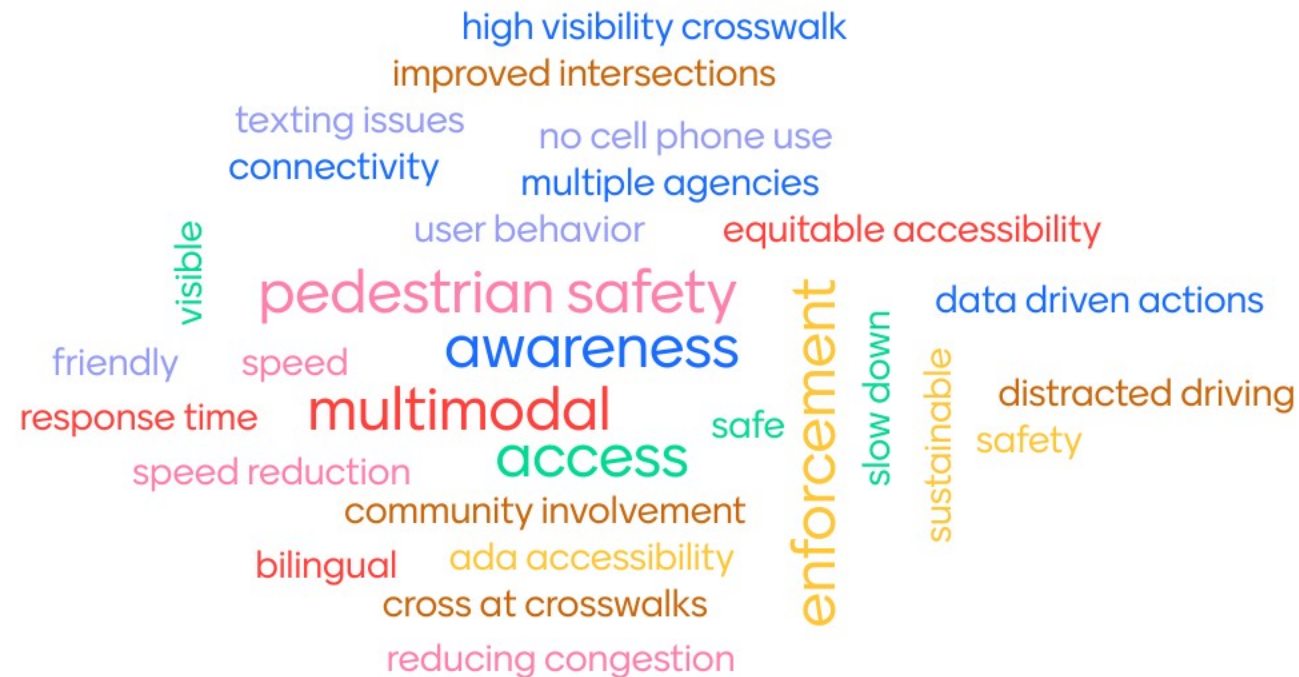 high visibility crosswalk
improved intersections
texting issues
no cell phone use
connectivity
multiple agencies
user behavior
equitable accessibility
visible
pedestrian safety
enforcement
data driven actions
awareness
slow down
friendly
speed
sustainable
distracted driving
response time
multimodal
safe
safety
access
speed reduction
community involvement
bilingual
ada accessibility
cross at crosswalks
reducing congestion